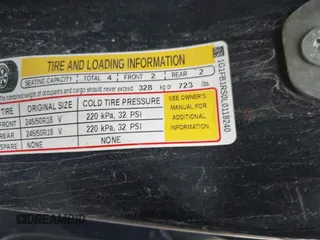 TIRE AND LOADING INFORMATION
SEATING CAPACITY TOTAL 4 FRONT 2 REAR 2
The combined weight of occupants and cargo should never exceed 328 kg or 723 lbs.
TIRE ORIGINAL SIZE COLD TIRE PRESSURE
FRONT 245/50R18 V 220 kPa, 32 PSI
REAR 245/50R18 V 220 kPa, 32 PSI
SPARE NONE NONE
SEE OWNER'S
MANUAL FOR
ADDITIONAL
INFORMATION
1G1FB1RS0L0118240
DREAMBID